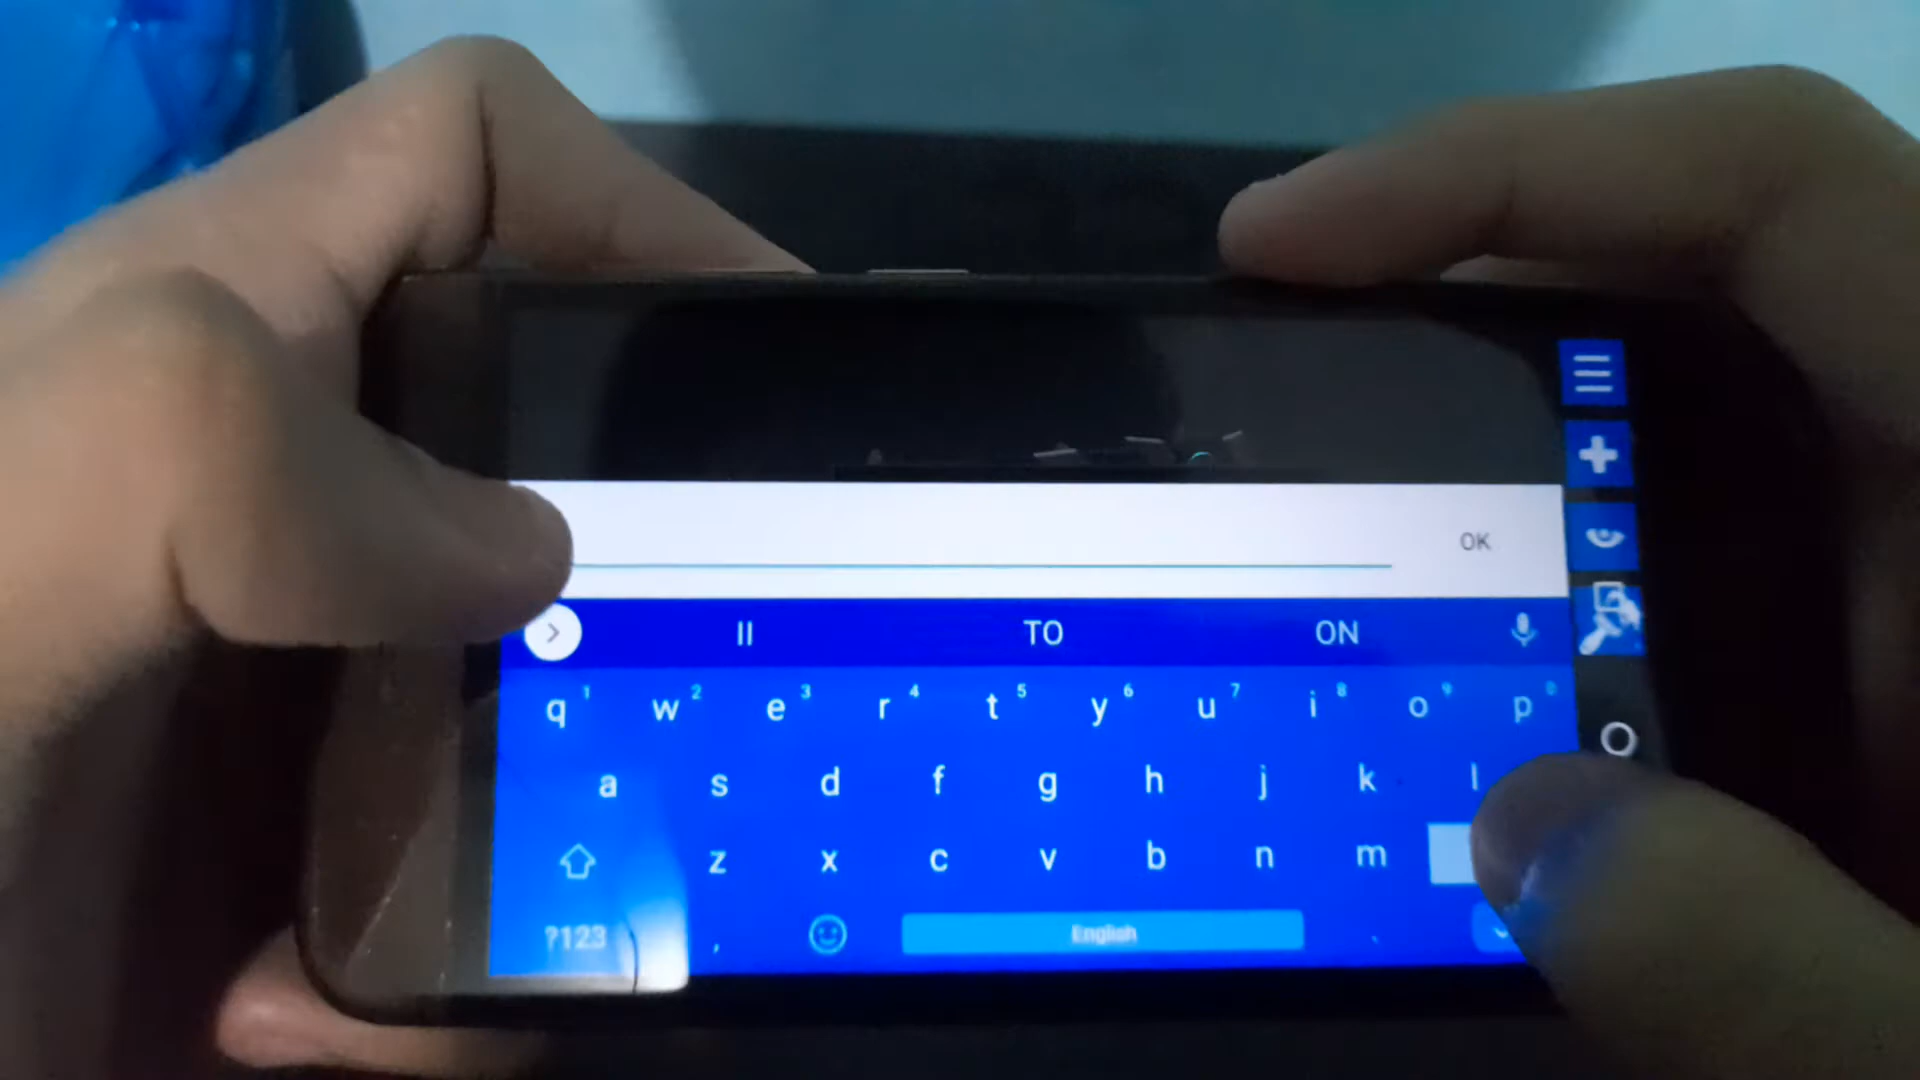 OK
II TO ON
q 1 w 2 e 3 r 4 t 5 y 6 u 7 i 8 o 9 p 0
a s d f g h j k l
z x c v b n m
?123 , English .